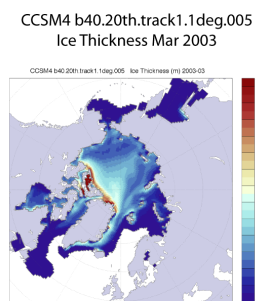 CCSM4 b40.20th.track1.1deg.005
Ice Thickness Mar 2003
CCSM4 b40.20th.track1.1deg.005 Ice Thickness (m) 2003-03